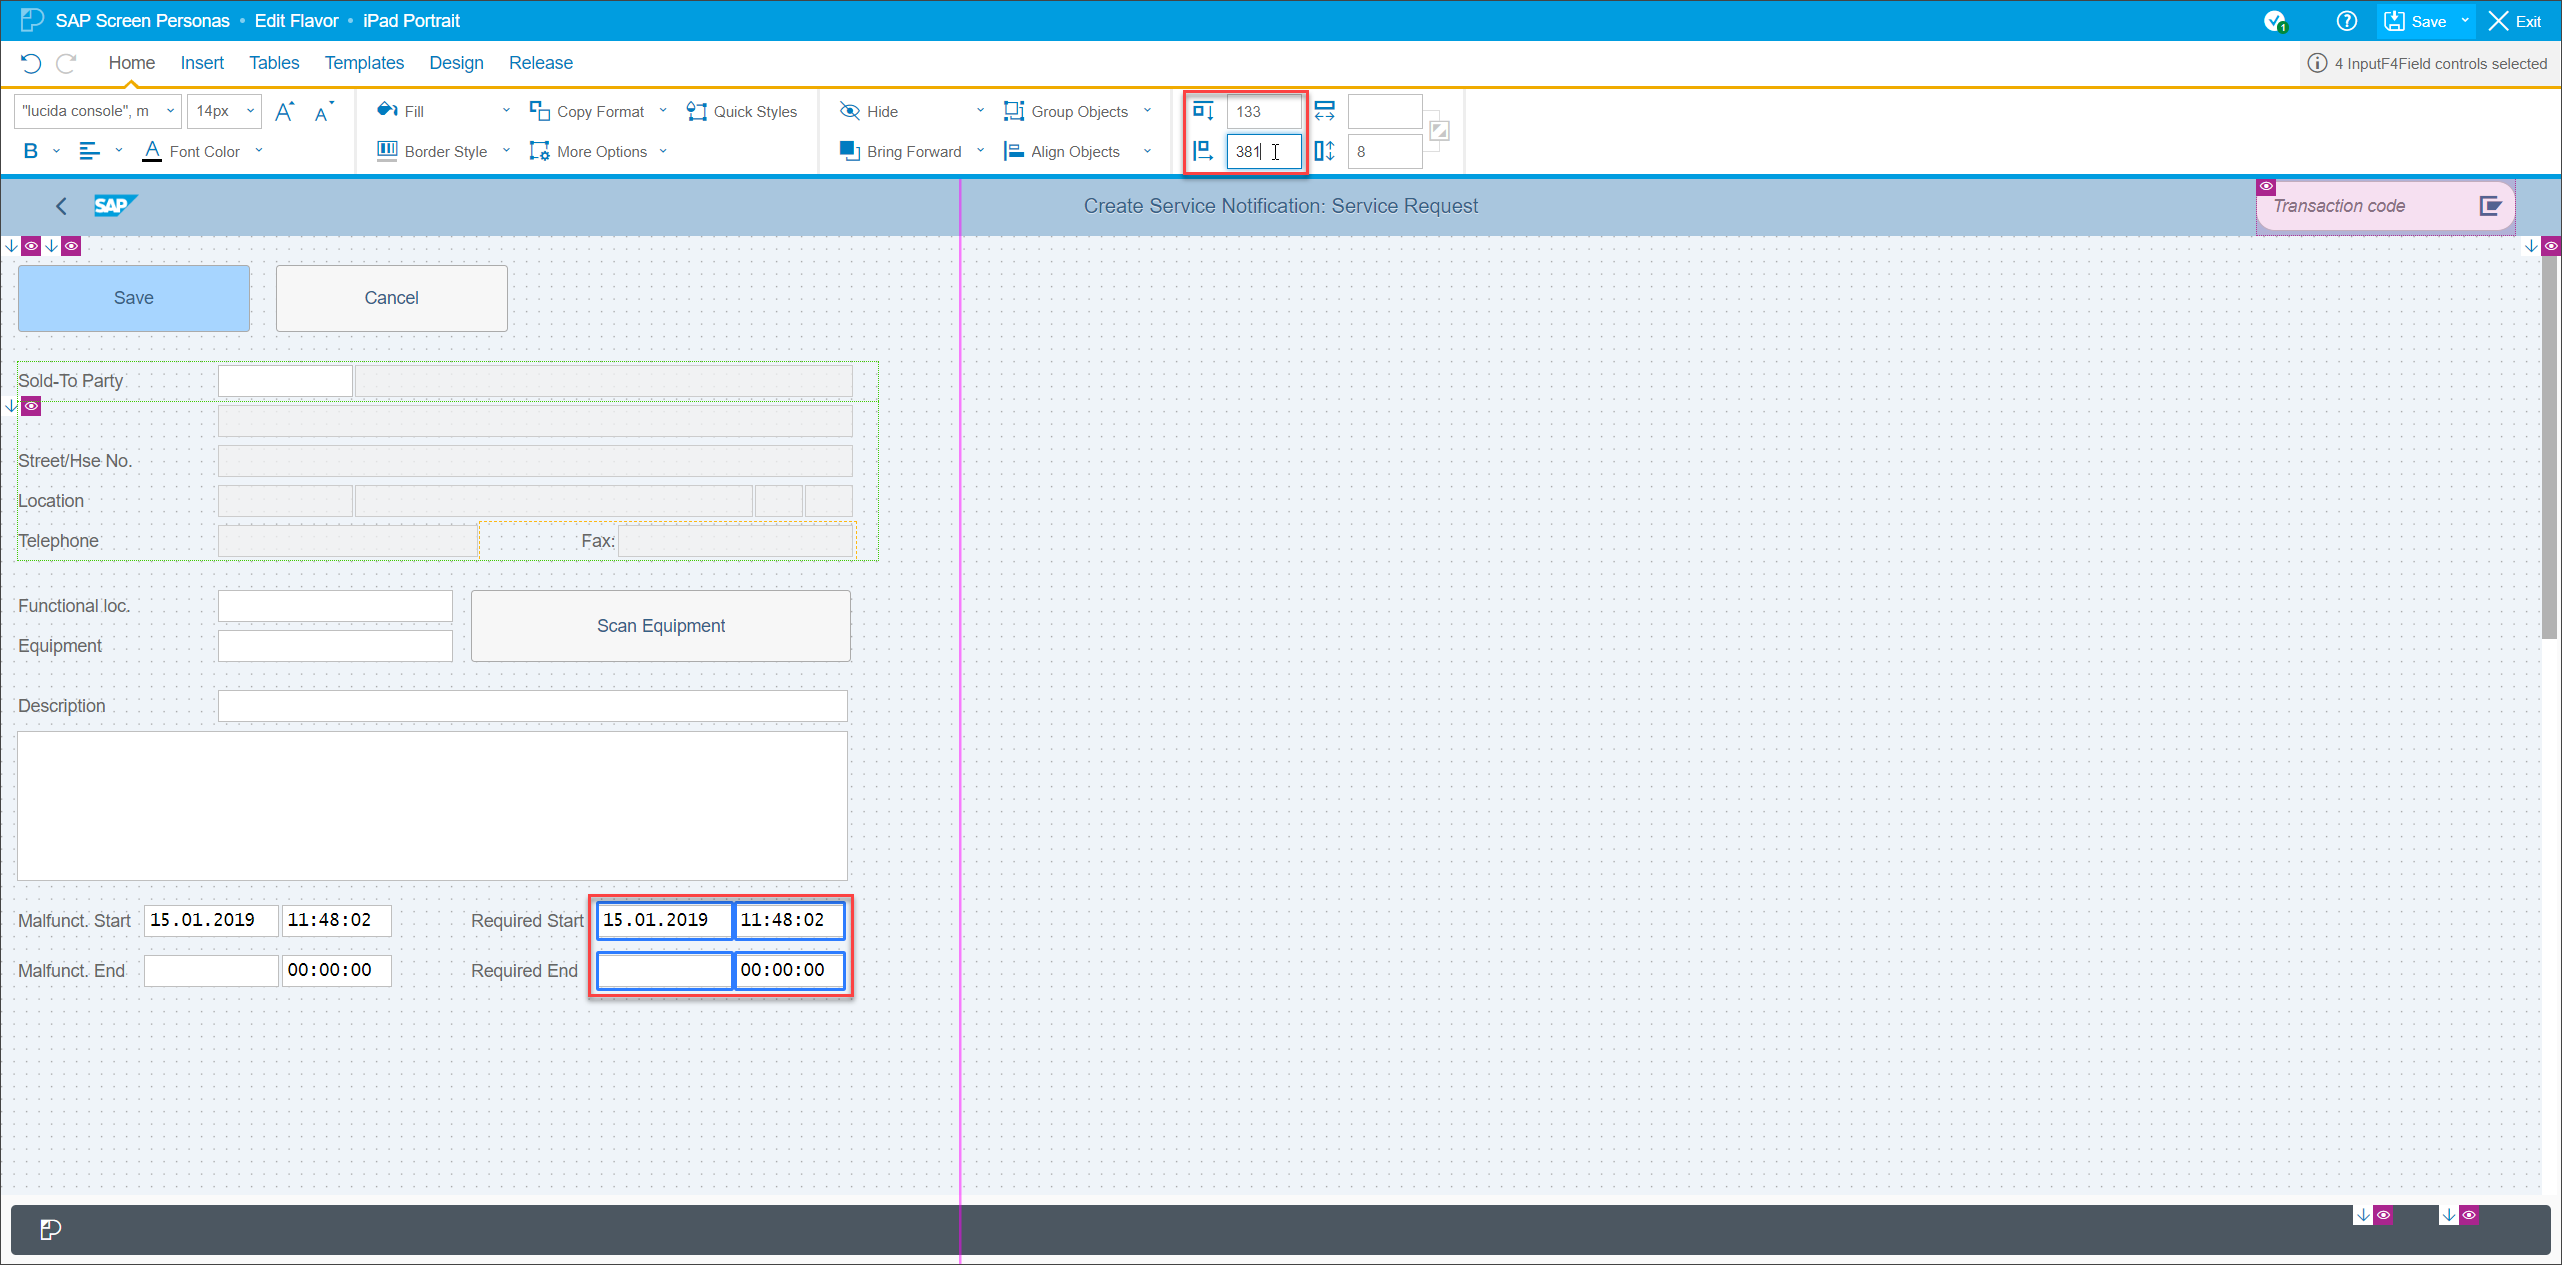 SAP Screen Personas • Edit Flavor • iPad Portrait
1
Save
Exit
Home Insert Tables Templates Design Release
4 InputF4Field controls selected
"lucida console", m 14px A A Fill Copy Format Quick Styles Hide Group Objects 133
B A Font Color Border Style More Options Bring Forward Align Objects 381 8
SAP Create Service Notification: Service Request Transaction code
Save Cancel
Sold-To Party
Street/Hse No.
Location
Telephone Fax:
Functional loc.
Scan Equipment
Equipment
Description
Malfunct. Start 15.01.2019 11:48:02 Required Start 15.01.2019 11:48:02
Malfunct. End 00:00:00 Required End 00:00:00